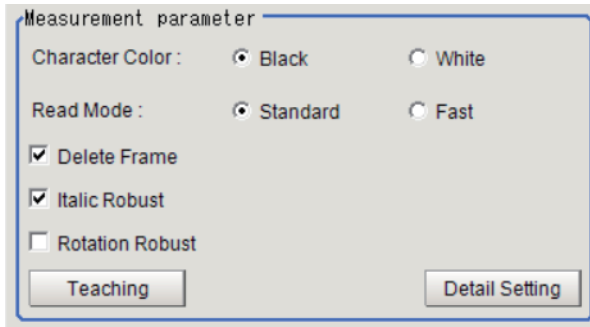 Measurement parameter
Character Color : Black White
Read Mode : Standard Fast
Delete Frame
Italic Robust
Rotation Robust
Teaching Detail Setting